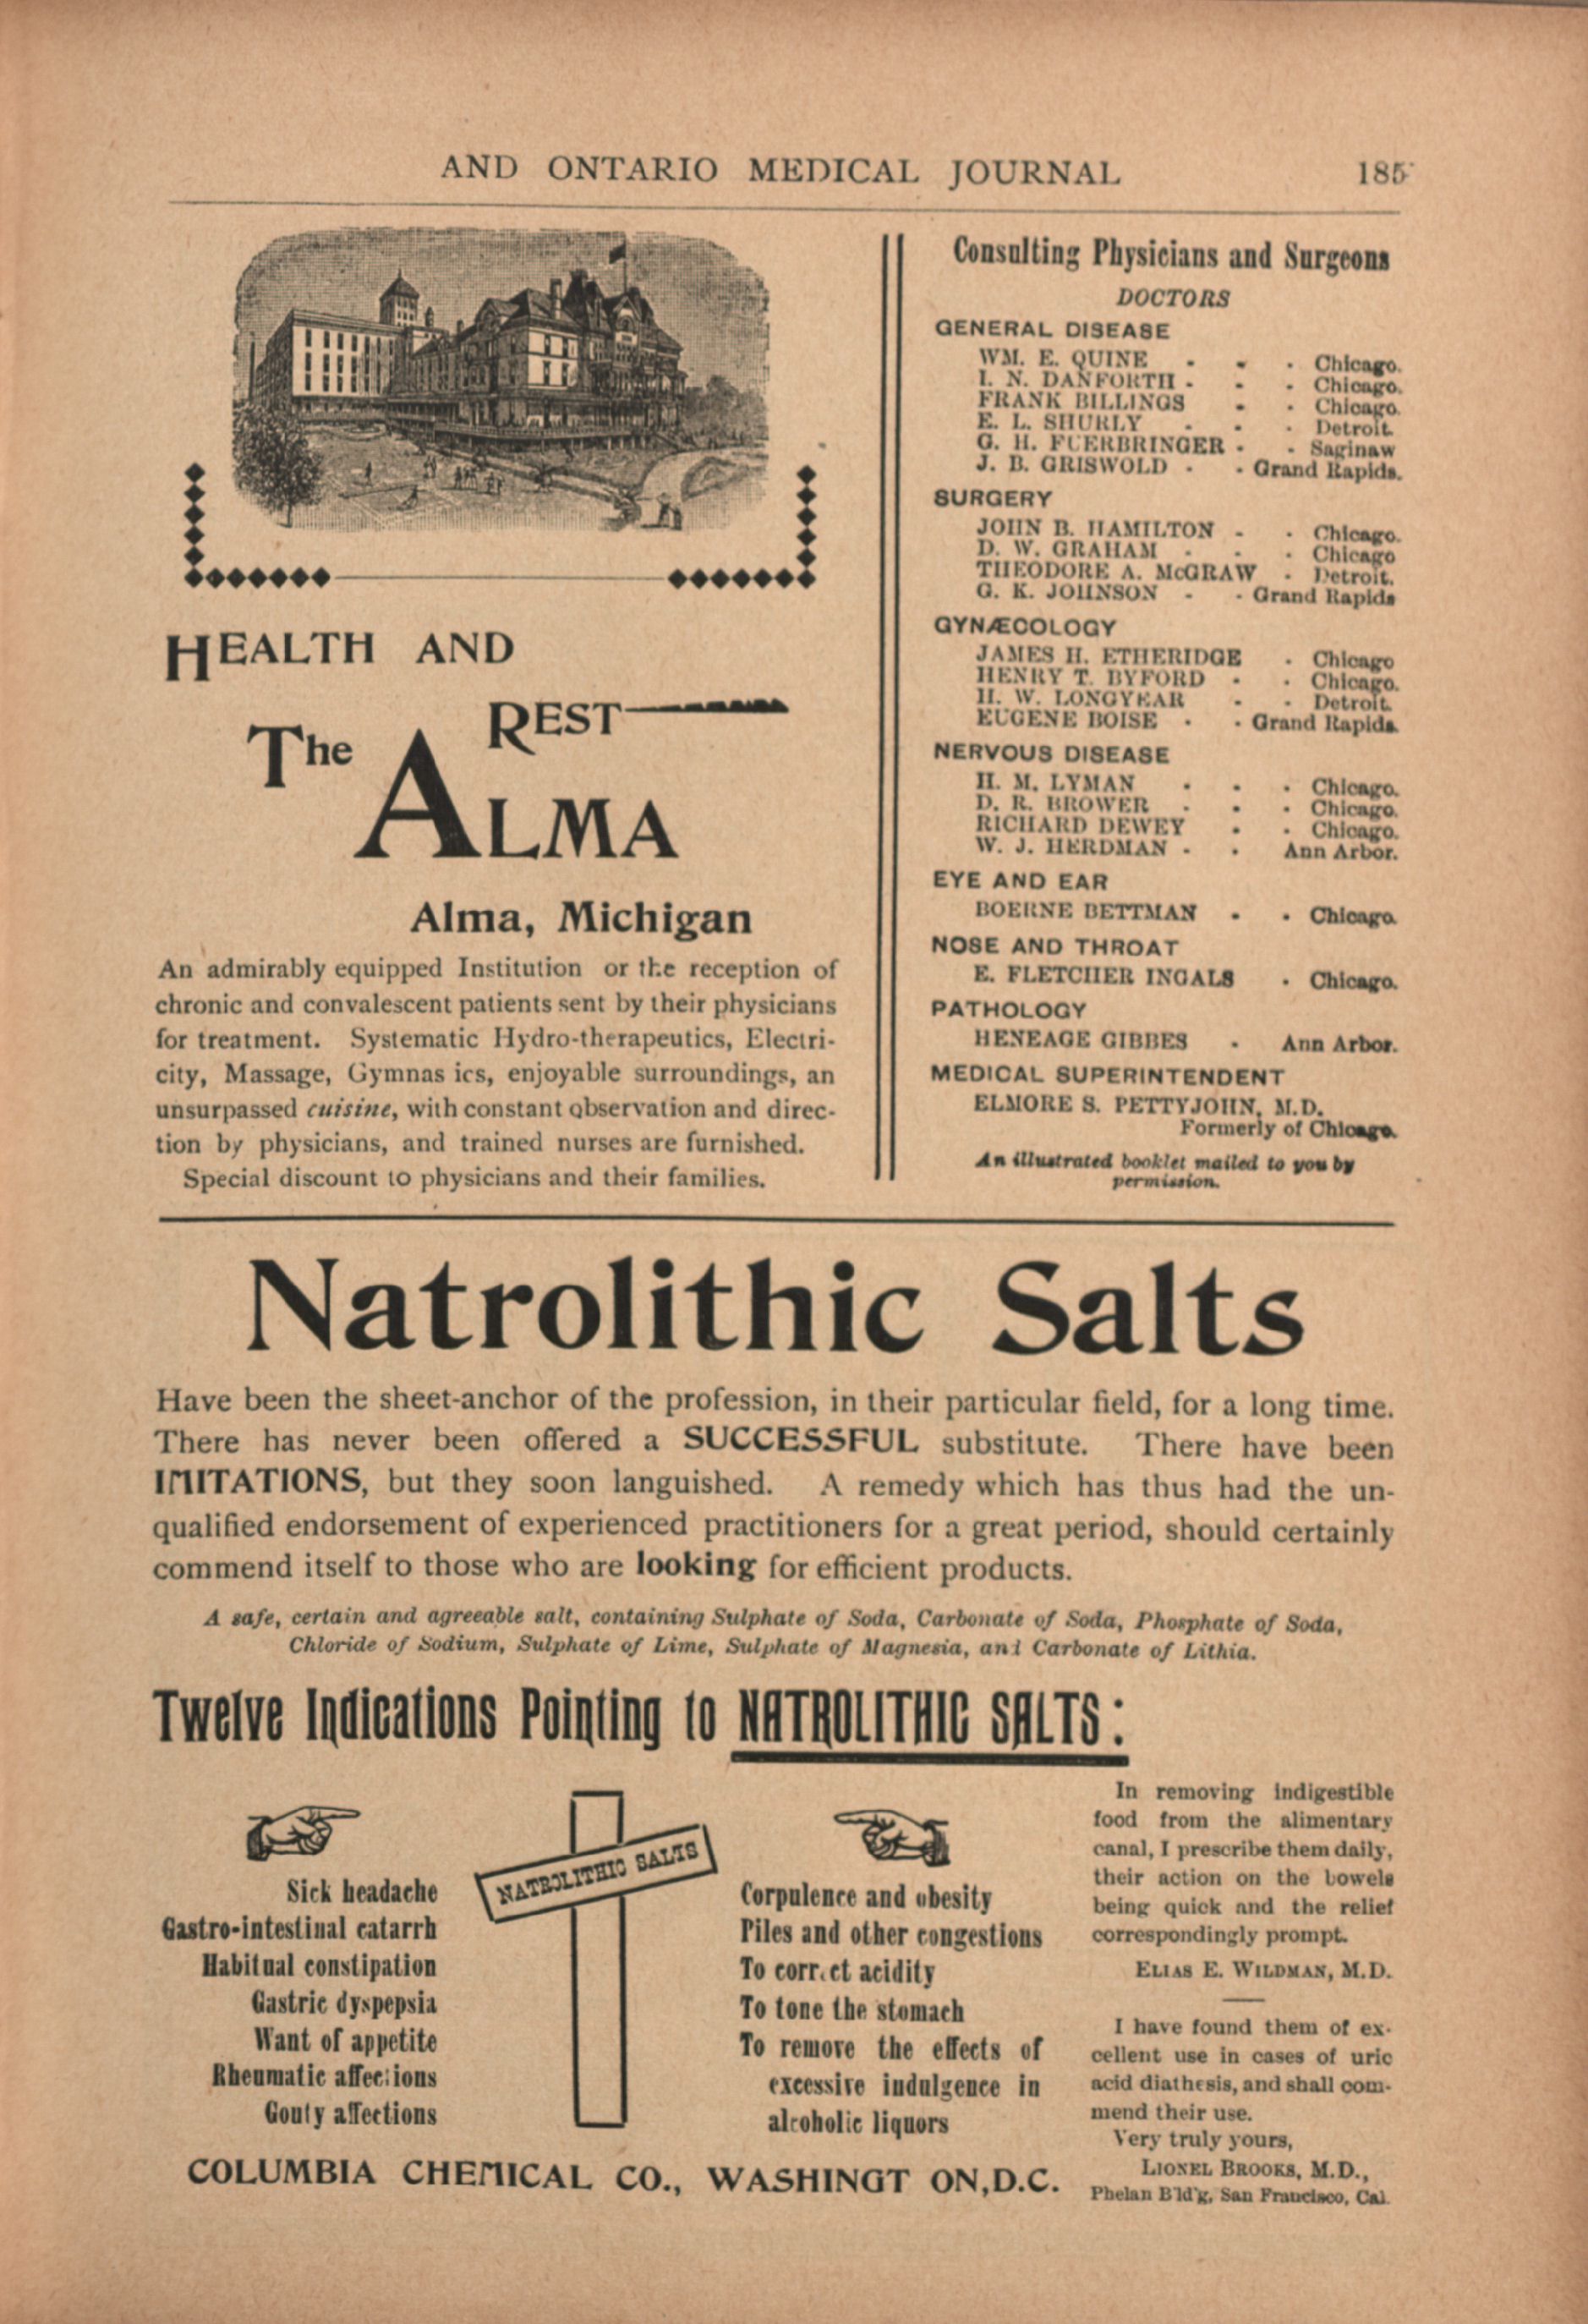 AND ONTARIO MEDICAL JOURNAL 185
HEALTH AND
REST
The ALMA
Alma, Michigan
An admirably equipped Institution or the reception of
chronic and convalescent patients sent by their physicians
for treatment. Systematic Hydro-therapeutics, Electri-
city, Massage, Gymnas ics, enjoyable surroundings, an
unsurpassed cuisine, with constant observation and direc-
tion by physicians, and trained nurses are furnished.
Special discount to physicians and their families.
Consulting Physicians and Surgeons
DOCTORS
GENERAL DISEASE
WM. E. QUINE - - - Chicago.
I. N. DANFORTH - - - Chicago.
FRANK BILLINGS - - Chicago.
E. L. SHURLY - - - Detroit.
G. H. FUERBRINGER - - Saginaw
J. B. GRISWOLD - - Grand Rapids.
SURGERY
JOHN B. HAMILTON - - Chicago.
D. W. GRAHAM - - - Chicago
THEODORE A. McGRAW - Detroit.
G. K. JOHNSON - - Grand Rapids
GYNÆCOLOGY
JAMES H. ETHERIDGE - Chicago
HENRY T. BYFORD - - Chicago.
H. W. LONGYEAR - - Detroit.
EUGENE BOISE - - Grand Rapids.
NERVOUS DISEASE
H. M. LYMAN - - - Chicago.
D. R. BROWER - - - Chicago.
RICHARD DEWEY - - Chicago.
W. J. HERDMAN - - Ann Arbor.
EYE AND EAR
BOERNE BETTMAN - - Chicago.
NOSE AND THROAT
E. FLETCHER INGALS - Chicago.
PATHOLOGY
HENEAGE GIBBES - Ann Arbor.
MEDICAL SUPERINTENDENT
ELMORE S. PETTYJOHN, M.D.
Formerly of Chicago.
An illustrated booklet mailed to you by
permission.
Natrolithic Salts
Have been the sheet-anchor of the profession, in their particular field, for a long time.
There has never been offered a SUCCESSFUL substitute. There have been
IMITATIONS, but they soon languished. A remedy which has thus had the un-
qualified endorsement of experienced practitioners for a great period, should certainly
commend itself to those who are looking for efficient products.
A safe, certain and agreeable salt, containing Sulphate of Soda, Carbonate of Soda, Phosphate of Soda,
Chloride of Sodium, Sulphate of Lime, Sulphate of Magnesia, and Carbonate of Lithia.
Twelve Indications Pointing to NATROLITHIC SALTS:
Sick headache
Gastro-intestinal catarrh
Habitual constipation
Gastric dyspepsia
Want of appetite
Rheumatic affections
Gouty affections
NATROLITHIC SALTS
Corpulence and obesity
Piles and other congestions
To correct acidity
To tone the stomach
To remove the effects of
excessive indulgence in
alcoholic liquors
COLUMBIA CHEMICAL CO., WASHINGT ON,D.C.
In removing indigestible
food from the alimentary
canal, I prescribe them daily,
their action on the bowels
being quick and the relief
correspondingly prompt.
ELIAS E. WILDMAN, M.D.
I have found them of ex-
cellent use in cases of uric
acid diathesis, and shall com-
mend their use.
Very truly yours,
LIONEL BROOKS, M.D.,
Phelan Bld'g, San Francisco, Cal.